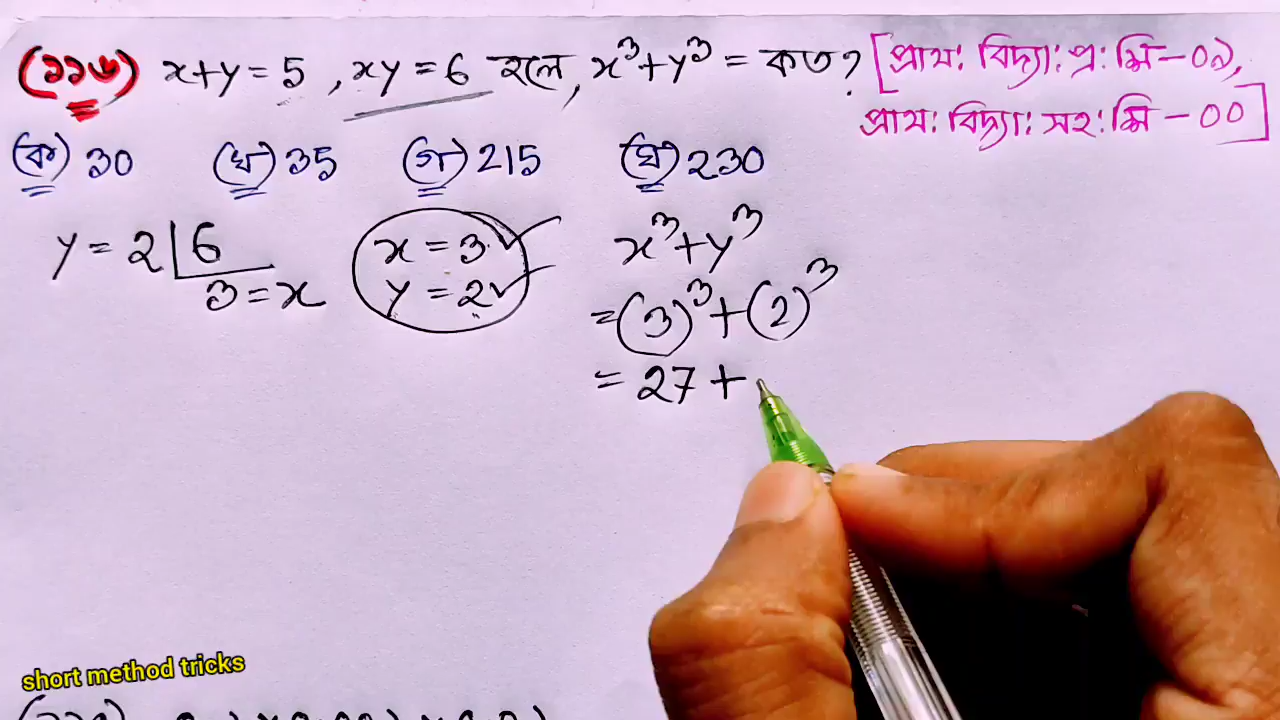 (১১৬) x+y=5, xy=6 হলে, x³+y³ = কত? [প্রাথ: বিদ্যা: প্র: শি - ০৯,
প্রাথ: বিদ্যা: সহ: শি - ০০]
(ক) 30 (খ) 35 (গ) 215 (ঘ) 230
y = 2|6
3 = x
x = 3
y = 2
x³+y³
= (3)³+(2)³
= 27 +
short method tricks